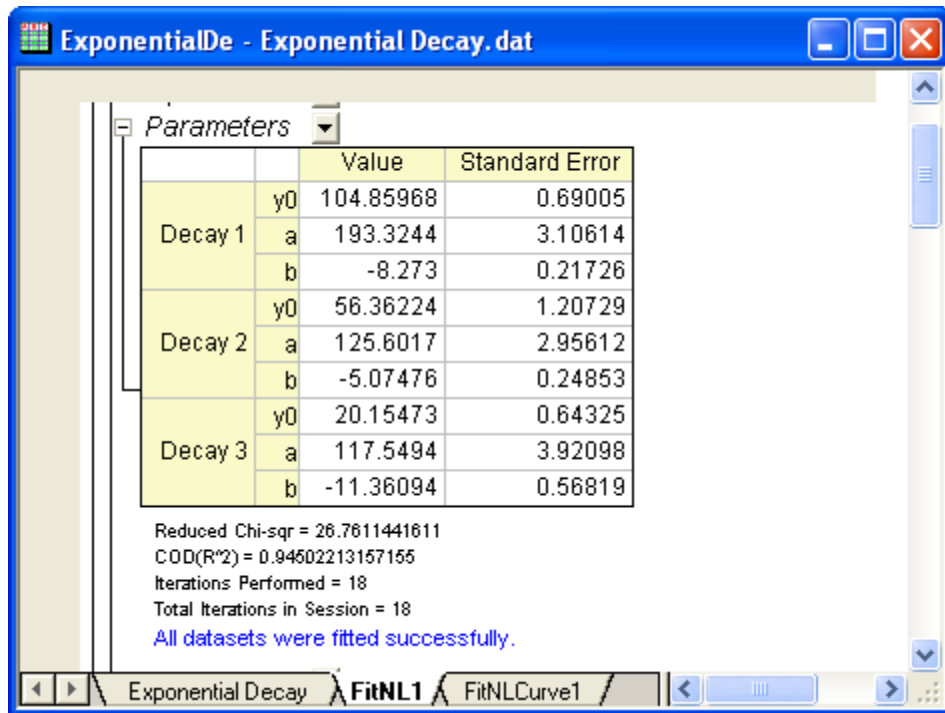 ExponentialDe - Exponential Decay.dat
Parameters
Value Standard Error
Decay 1 y0 104.85968 0.69005
a 193.3244 3.10614
b -8.273 0.21726
Decay 2 y0 56.36224 1.20729
a 125.6017 2.95612
b -5.07476 0.24853
Decay 3 y0 20.15473 0.64325
a 117.5494 3.92098
b -11.36094 0.56819
Reduced Chi-sqr = 26.7611441611
COD(R^2) = 0.94502213157155
Iterations Performed = 18
Total Iterations in Session = 18
All datasets were fitted successfully.
Exponential Decay FitNL1 FitNLCurve1